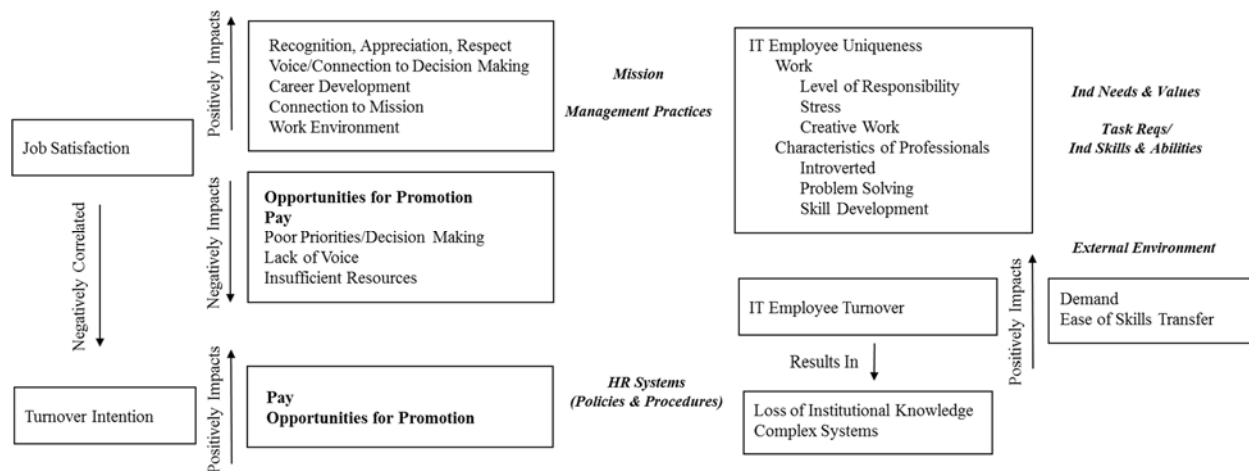 Positively Impacts
Recognition, Appreciation, Respect
Voice/Connection to Decision Making
Career Development
Connection to Mission
Work Environment
Mission
Management Practices
Job Satisfaction
Negatively Impacts
Opportunities for Promotion
Pay
Poor Priorities/Decision Making
Lack of Voice
Insufficient Resources
Negatively Correlated
Turnover Intention
Positively Impacts
Pay
Opportunities for Promotion
HR Systems
(Policies & Procedures)
IT Employee Uniqueness
Work
Level of Responsibility
Stress
Creative Work
Characteristics of Professionals
Introverted
Problem Solving
Skill Development
Ind Needs & Values
Task Reqs/
Ind Skills & Abilities
External Environment
IT Employee Turnover
Positively Impacts
Demand
Ease of Skills Transfer
Results In
Loss of Institutional Knowledge
Complex Systems